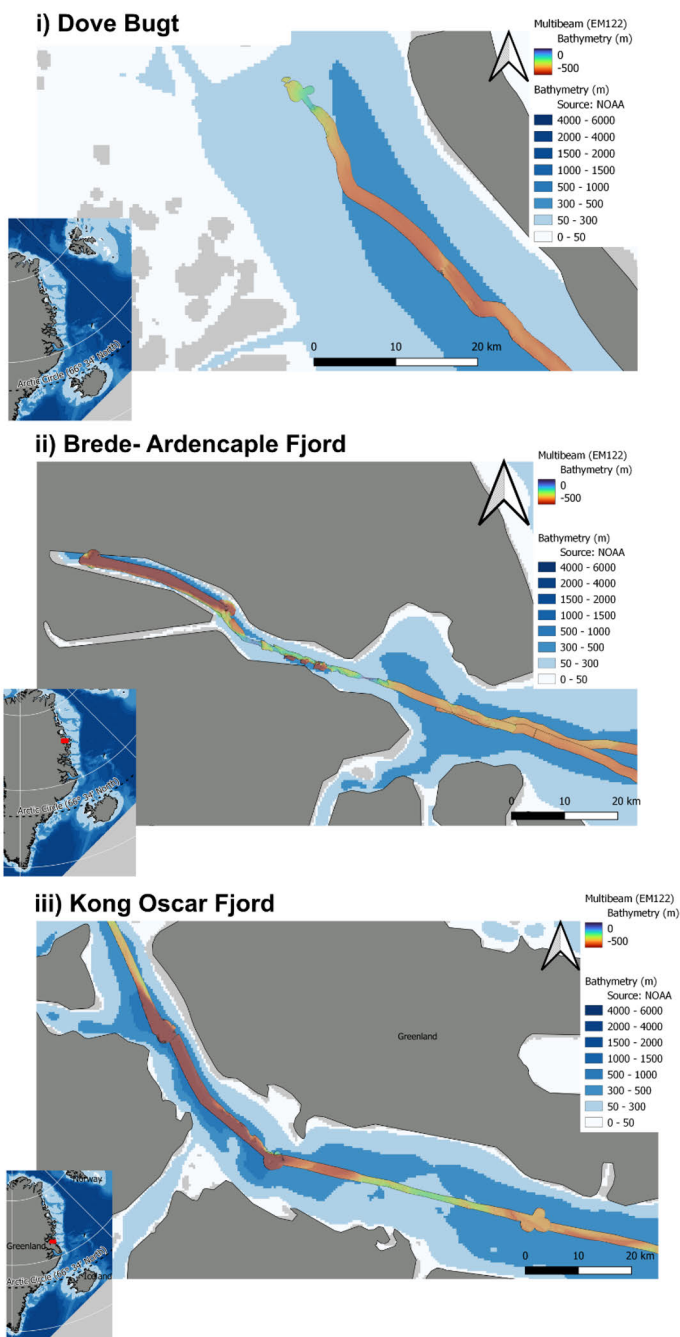 i) Dove Bugt
Multibeam (EM122)
Bathymetry (m)
0
-500
Bathymetry (m)
Source: NOAA
4000 - 6000
2000 - 4000
1500 - 2000
1000 - 1500
500 - 1000
300 - 500
50 - 300
0 - 50
0 10 20 km
Arctic Circle (66° 34' North)
ii) Brede- Ardencaple Fjord
Multibeam (EM122)
Bathymetry (m)
0
-500
Bathymetry (m)
Source: NOAA
4000 - 6000
2000 - 4000
1500 - 2000
1000 - 1500
500 - 1000
300 - 500
50 - 300
0 - 50
0 10 20 km
Arctic Circle (66° 34' North)
iii) Kong Oscar Fjord
Multibeam (EM122)
Bathymetry (m)
0
-500
Bathymetry (m)
Source: NOAA
4000 - 6000
2000 - 4000
1500 - 2000
1000 - 1500
500 - 1000
300 - 500
50 - 300
0 - 50
Greenland
0 10 20 km
Norway
Greenland
Arctic Circle (66° 34' North)
Iceland